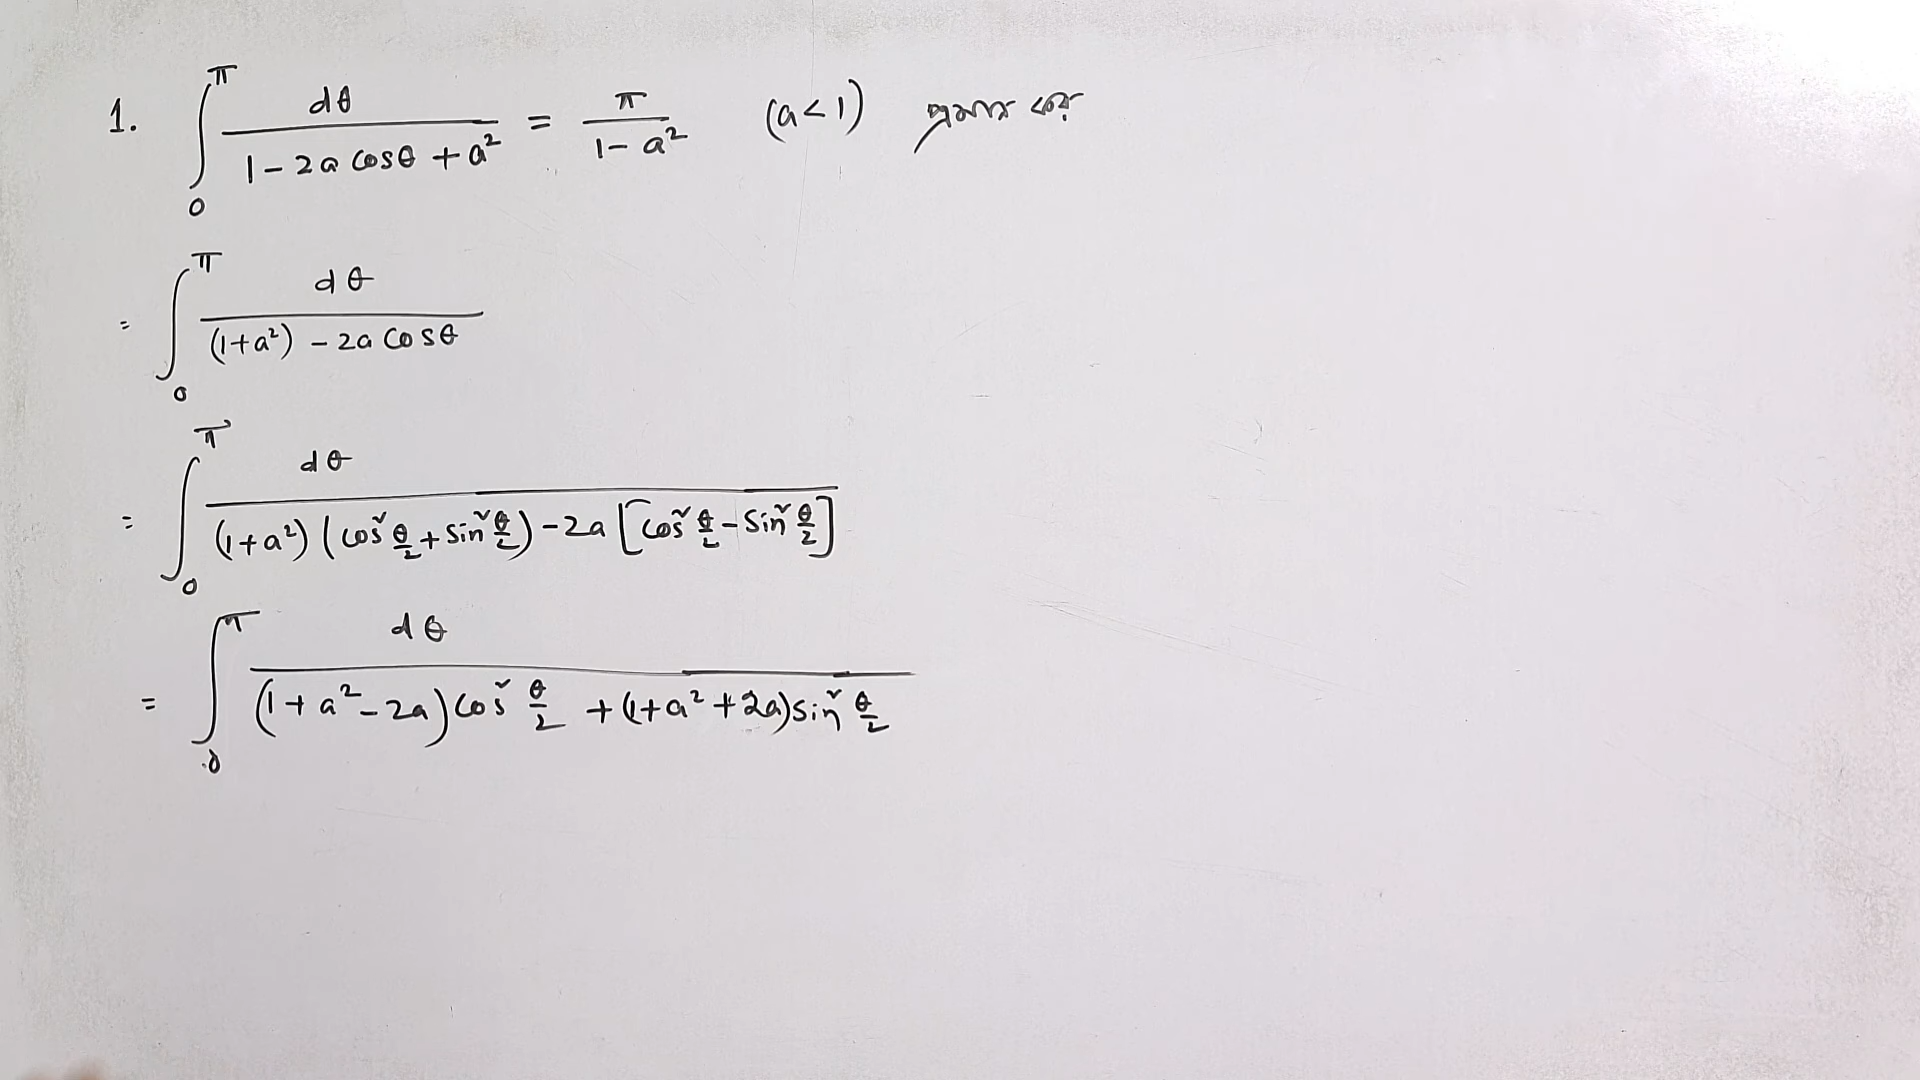 1. ∫₀^π dθ / (1 - 2a cosθ + a²) = π / (1 - a²) (a<1) প্রমাণ কর
= ∫₀^π dθ / ((1+a²) - 2a cosθ)
= ∫₀^π dθ / ((1+a²)(cos²θ/2 + sin²θ/2) - 2a[cos²θ/2 - sin²θ/2])
= ∫₀^π dθ / ((1+a²-2a)cos²θ/2 + (1+a²+2a)sin²θ/2)